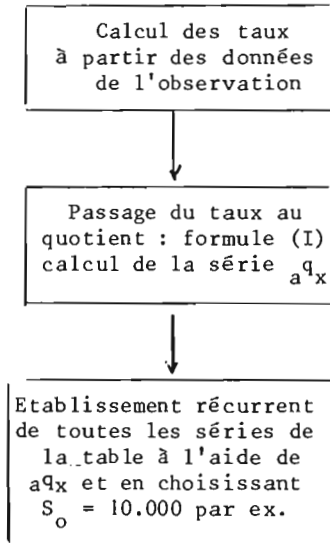 Calcul des taux
à partir des données
de l'observation
Passage du taux au
quotient : formule (I)
calcul de la série aqx
Etablissement récurrent
de toutes les séries de
la table à l'aide de
aqx et en choisissant
So = 10.000 par ex.